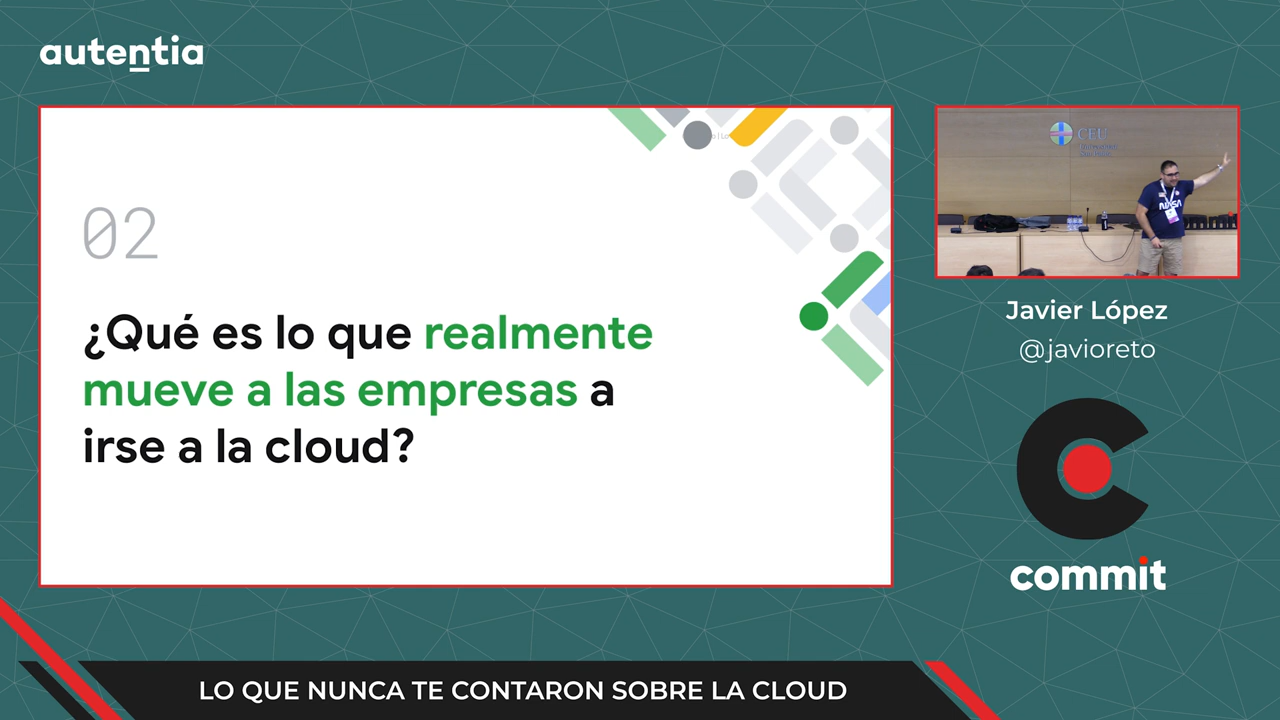 autentia
02
¿Qué es lo que realmente
mueve a las empresas a
irse a la cloud?
CEU
NASA
Javier López
@javioreto
commit
LO QUE NUNCA TE CONTARON SOBRE LA CLOUD